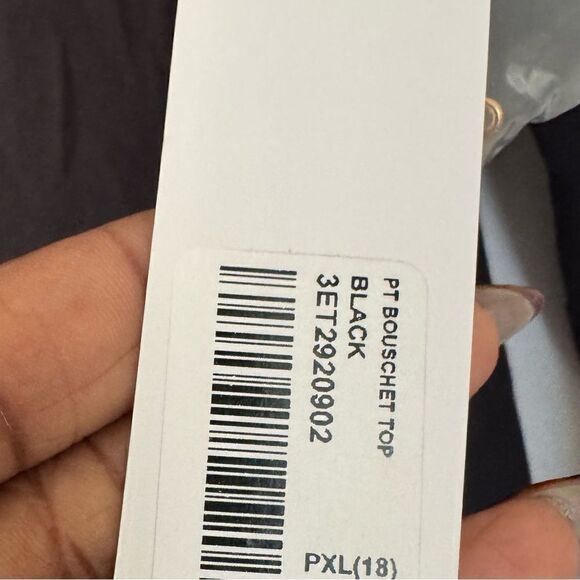 PT BOUSCHET TOP
BLACK
3ET2920902
PXL(18)